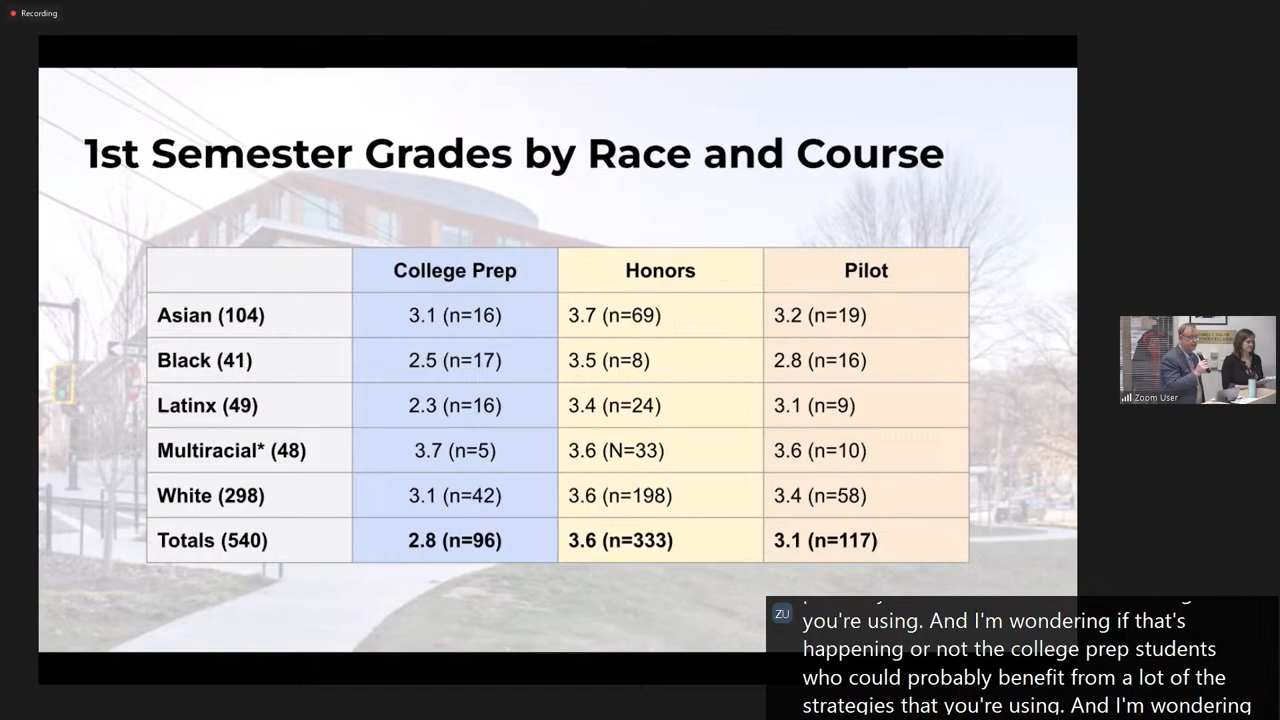 Recording
1st Semester Grades by Race and Course
College Prep Honors Pilot
Asian (104) 3.1 (n=16) 3.7 (n=69) 3.2 (n=19)
Black (41) 2.5 (n=17) 3.5 (n=8) 2.8 (n=16)
Latinx (49) 2.3 (n=16) 3.4 (n=24) 3.1 (n=9)
Multiracial* (48) 3.7 (n=5) 3.6 (N=33) 3.6 (n=10)
White (298) 3.1 (n=42) 3.6 (n=198) 3.4 (n=58)
Totals (540) 2.8 (n=96) 3.6 (n=333) 3.1 (n=117)
Zoom User
ZU
you're using. And I'm wondering if that's
happening or not the college prep students
who could probably benefit from a lot of the
strategies that you're using. And I'm wondering